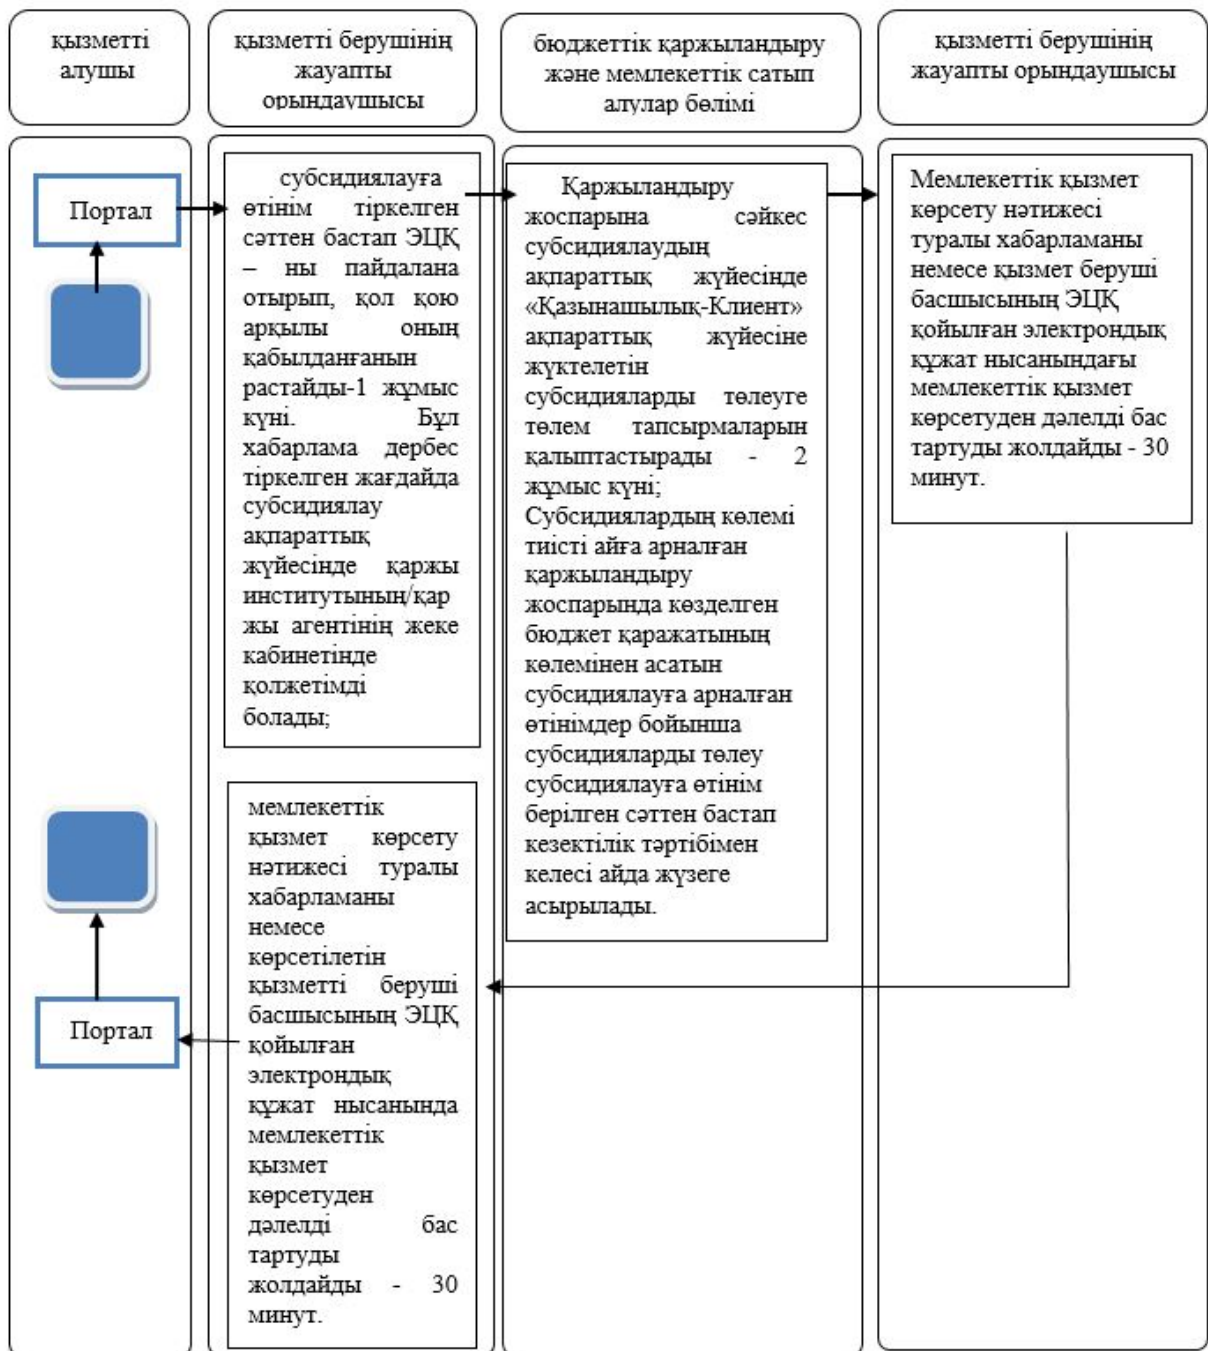 қызметті
алушы
қызметті берушінің
жауапты
орындаушысы
бюджеттік қаржыландыру
және мемлекеттік сатып
алулар бөлімі
қызметті берушінің
жауапты орындаушысы
Портал
субсидиялауға
өтінім тіркелген
сәттен бастап ЭЦҚ
– ны пайдалана
отырып, қол қою
арқылы оның
қабылданғанын
растайды-1 жұмыс
күні. Бұл
хабарлама дербес
тіркелген жағдайда
субсидиялау
ақпараттық
жүйесінде қаржы
институтының/қар
жы агентінің жеке
кабинетінде
қолжетімді
болады;
Қаржыландыру
жоспарына сәйкес
субсидиялаудың
ақпараттық жүйесінде
«Қазынашылық-Клиент»
ақпараттық жүйесіне
жүктелетін
субсидияларды төлеуге
төлем тапсырмаларын
қалыптастырады - 2
жұмыс күні;
Субсидиялардың көлемі
тиісті айға арналған
қаржыландыру
жоспарында көзделген
бюджет қаражатының
көлемінен асатын
субсидиялауға арналған
өтінімдер бойынша
субсидияларды төлеу
субсидиялауға өтінім
берілген сәттен бастап
кезектілік тәртібімен
келесі айда жүзеге
асырылады.
Мемлекеттік қызмет
көрсету нәтижесі
туралы хабарламаны
немесе қызмет беруші
басшысының ЭЦҚ
қойылған электрондық
құжат нысанындағы
мемлекеттік қызмет
көрсетуден дәлелді бас
тартуды жолдайды - 30
минут.
мемлекеттік
қызмет көрсету
нәтижесі туралы
хабарламаны
немесе
көрсетілетін
қызметті беруші
басшысының ЭЦҚ
қойылған
электрондық
құжат нысанында
мемлекеттік
қызмет
көрсетуден
дәлелді бас
тартуды
жолдайды - 30
минут.
Портал